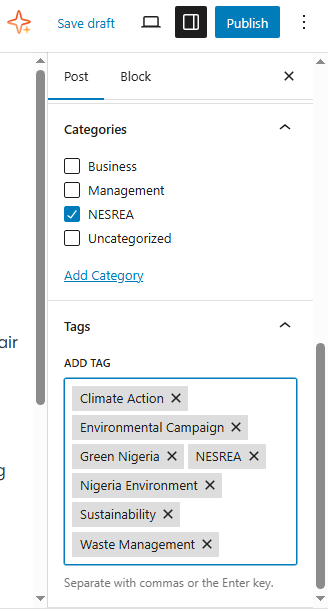 Save draft Publish
Post Block
Categories
Business
Management
NESREA
Uncategorized
Add Category
Tags
air
ADD TAG
Climate Action
Environmental Campaign
Green Nigeria NESREA
g
Nigeria Environment
Sustainability
Waste Management
Separate with commas or the Enter key.